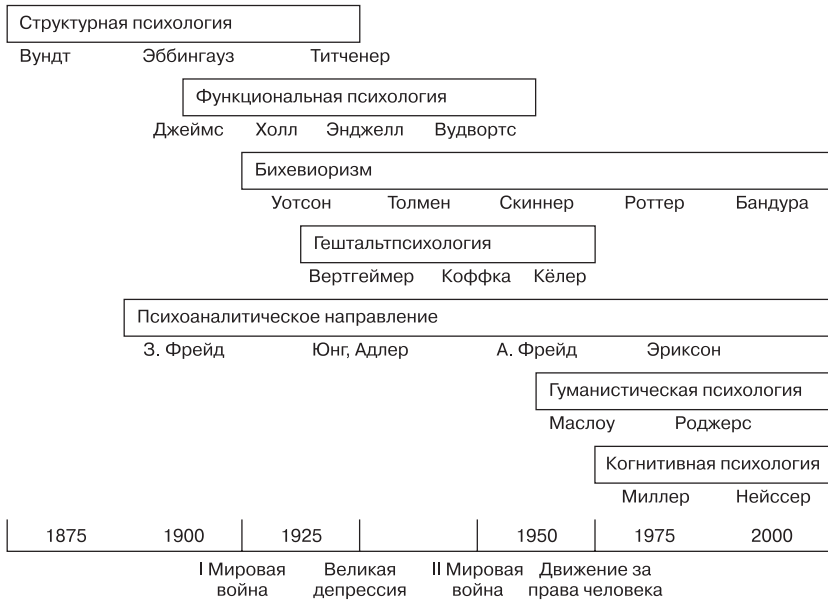 Структурная психология
Вундт Эббингауз Титченер
Функциональная психология
Джеймс Холл Энджелл Вудвортс
Бихевиоризм
Уотсон Толмен Скиннер Роттер Бандура
Гештальтпсихология
Вертгеймер Коффка Кёлер
Психоаналитическое направление
З. Фрейд Юнг, Адлер А. Фрейд Эриксон
Гуманистическая психология
Маслоу Роджерс
Когнитивная психология
Миллер Нейссер
1875 1900 1925 1950 1975 2000
I Мировая Великая II Мировая Движение за
война депрессия война права человека